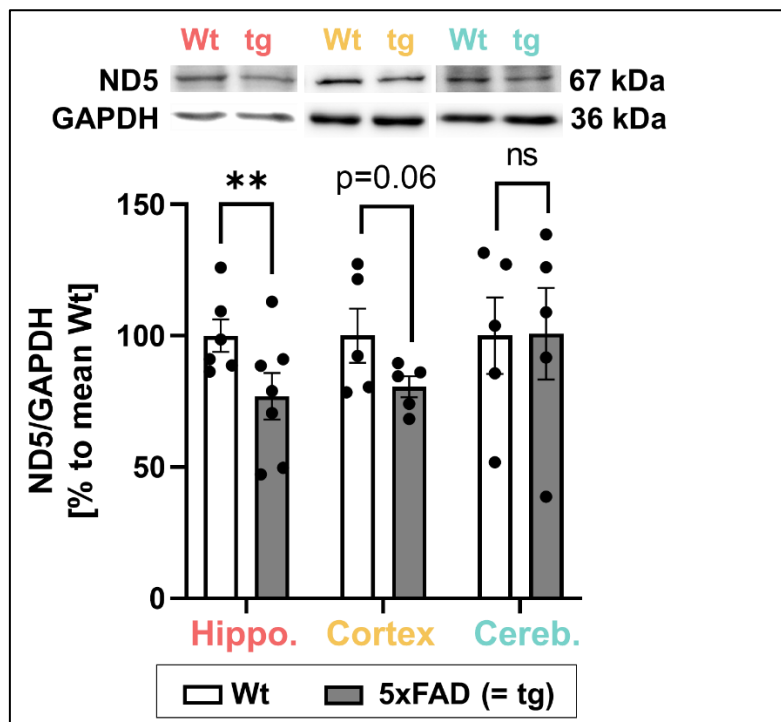 Wt tg Wt tg Wt tg
ND5 67 kDa
GAPDH 36 kDa
** p=0.06 ns
150
100
50
0
ND5/GAPDH
[% to mean Wt]
Hippo. Cortex Cereb.
Wt 5xFAD (= tg)